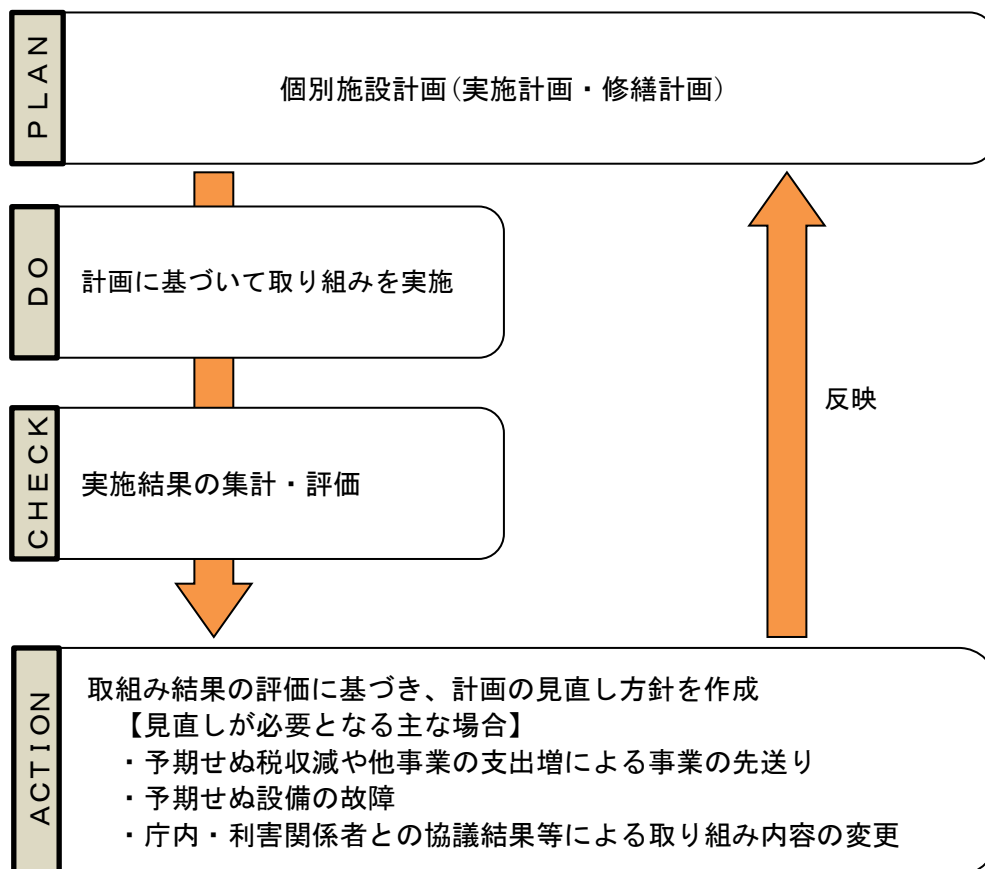 PLAN
個別施設計画(実施計画・修繕計画)
DO
計画に基づいて取り組みを実施
反映
CHECK
実施結果の集計・評価
ACTION
取組み結果の評価に基づき、計画の見直し方針を作成
【見直しが必要となる主な場合】
・予期せぬ税収減や他事業の支出増による事業の先送り
・予期せぬ設備の故障
・庁内・利害関係者との協議結果等による取り組み内容の変更